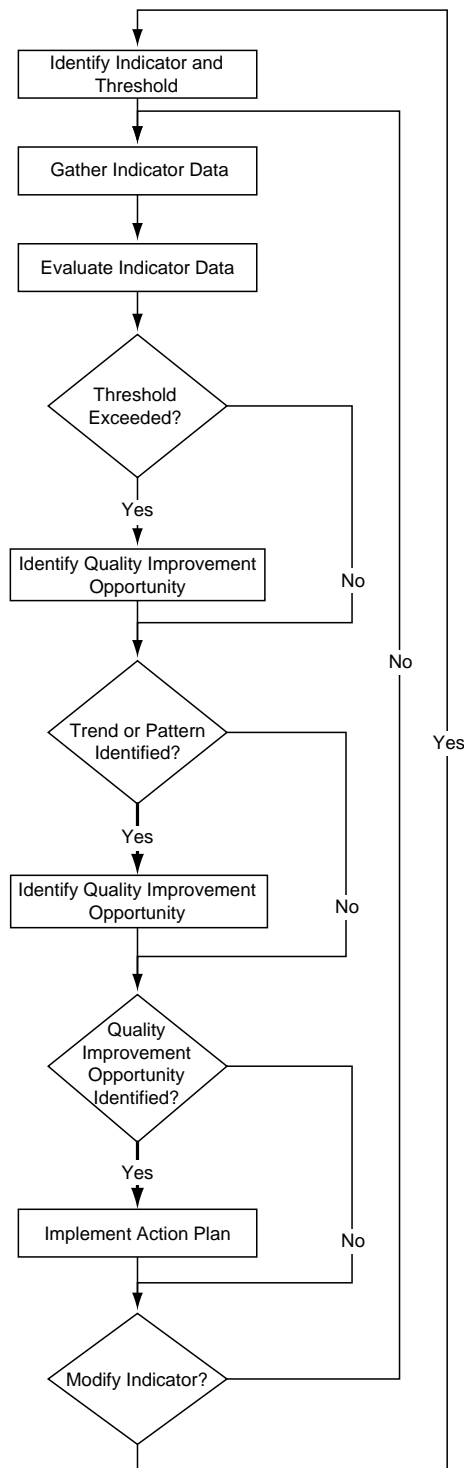 Identify Indicator and
Threshold
Gather Indicator Data
Evaluate Indicator Data
Threshold
Exceeded?
Yes
Identify Quality Improvement
Opportunity
No
No
Trend or Pattern
Identified?
Yes
Yes
Identify Quality Improvement
Opportunity
No
Quality
Improvement
Opportunity
Identified?
Yes
Implement Action Plan
No
Modify Indicator?